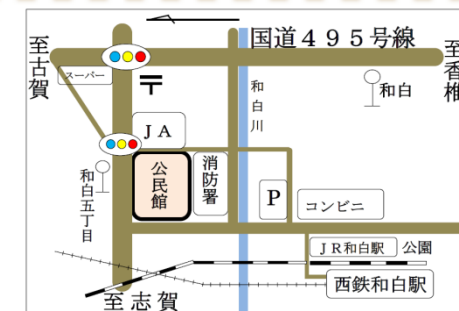 国道４９５号線
至古賀
至香椎
スーパー
〒
和白
和白川
ＪＡ
公民館
消防署
和白五丁目
P
コンビニ
ＪＲ和白駅
公園
西鉄和白駅
至志賀